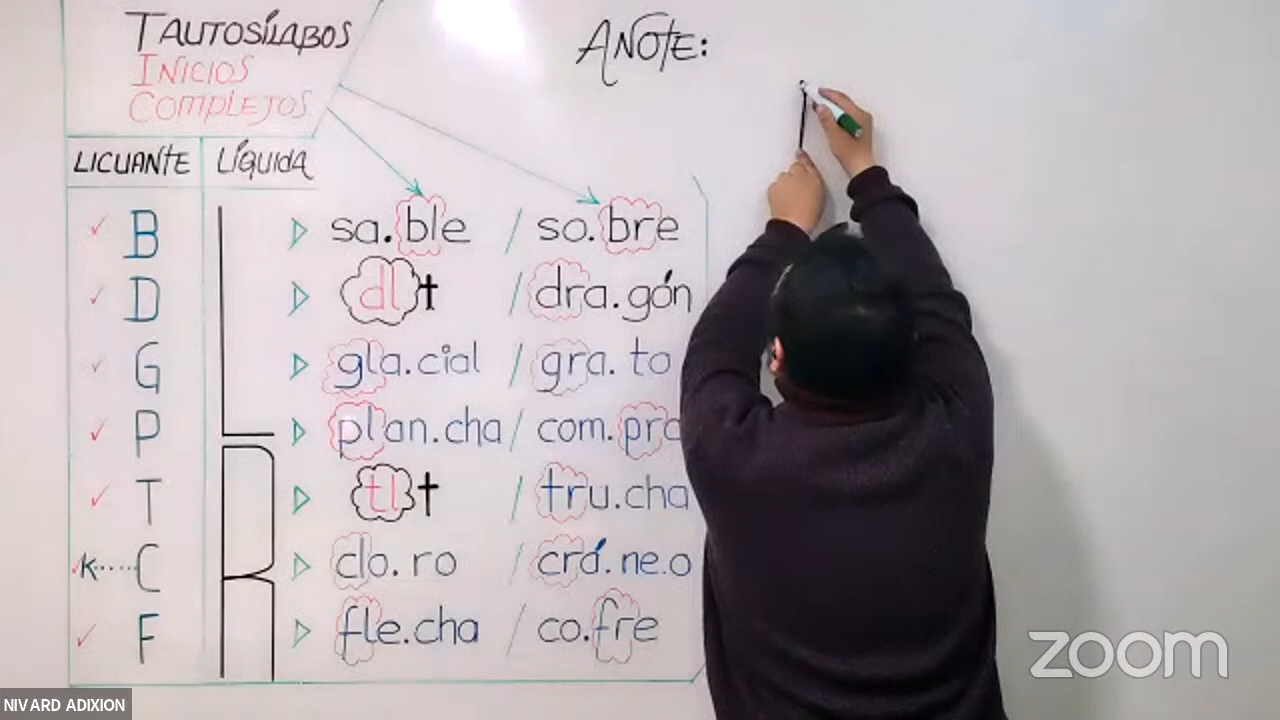 TAUTOSÍLABOS
INICIOS
COMPLEJOS
ANOTE:
LICUANTE LÍQUIDA
B sa.ble / so.bre
D dl† / dra.gón
G gla.cial / gra.to
P plan.cha / com.pra
T tl† / tru.cha
K.....C clo.ro / crá.ne.o
F fle.cha / co.fre
L
R
zoom
NIVARD ADIXION